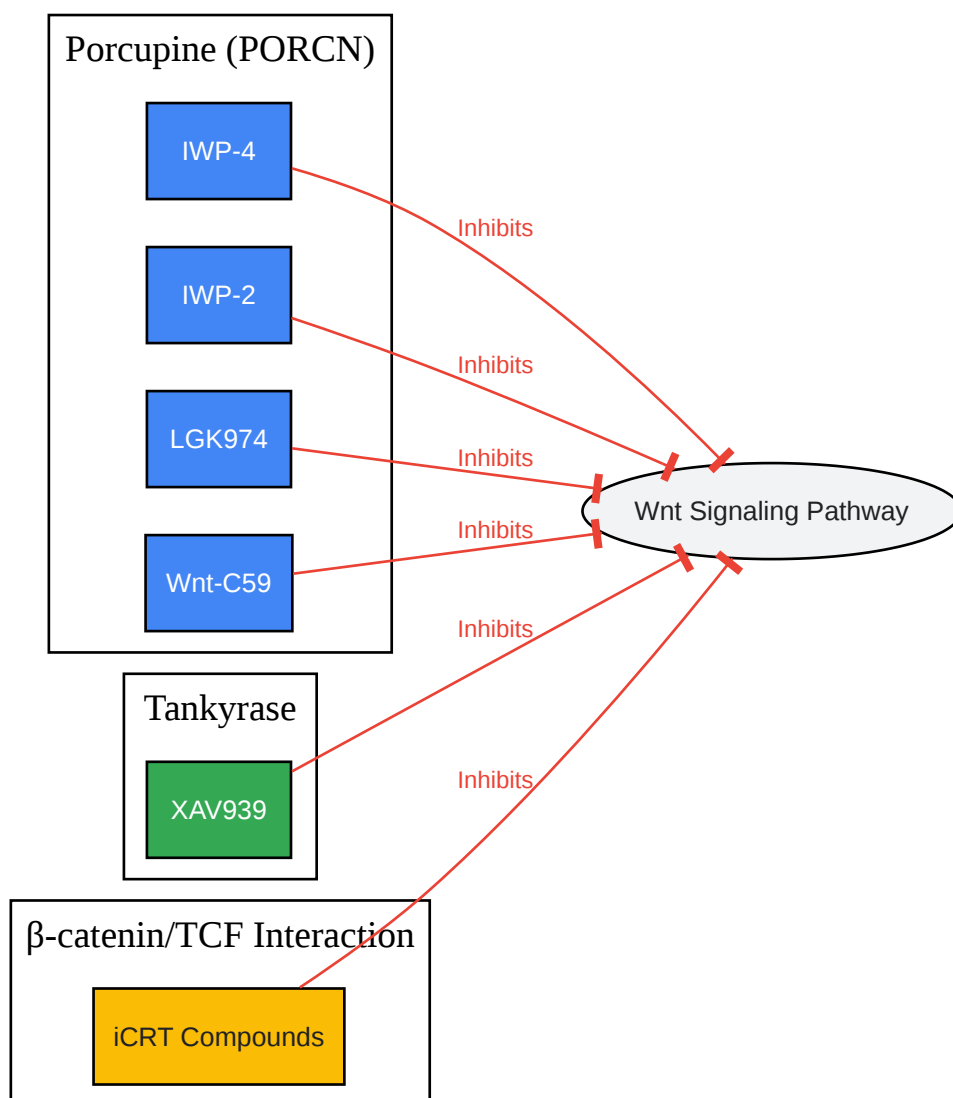 Porcupine (PORCN)
IWP-4
Inhibits
IWP-2
Inhibits
LGK974
Inhibits
Wnt Signaling Pathway
Inhibits
Wnt-C59
Inhibits
Tankyrase
XAV939
Inhibits
β-catenin/TCF Interaction
iCRT Compounds